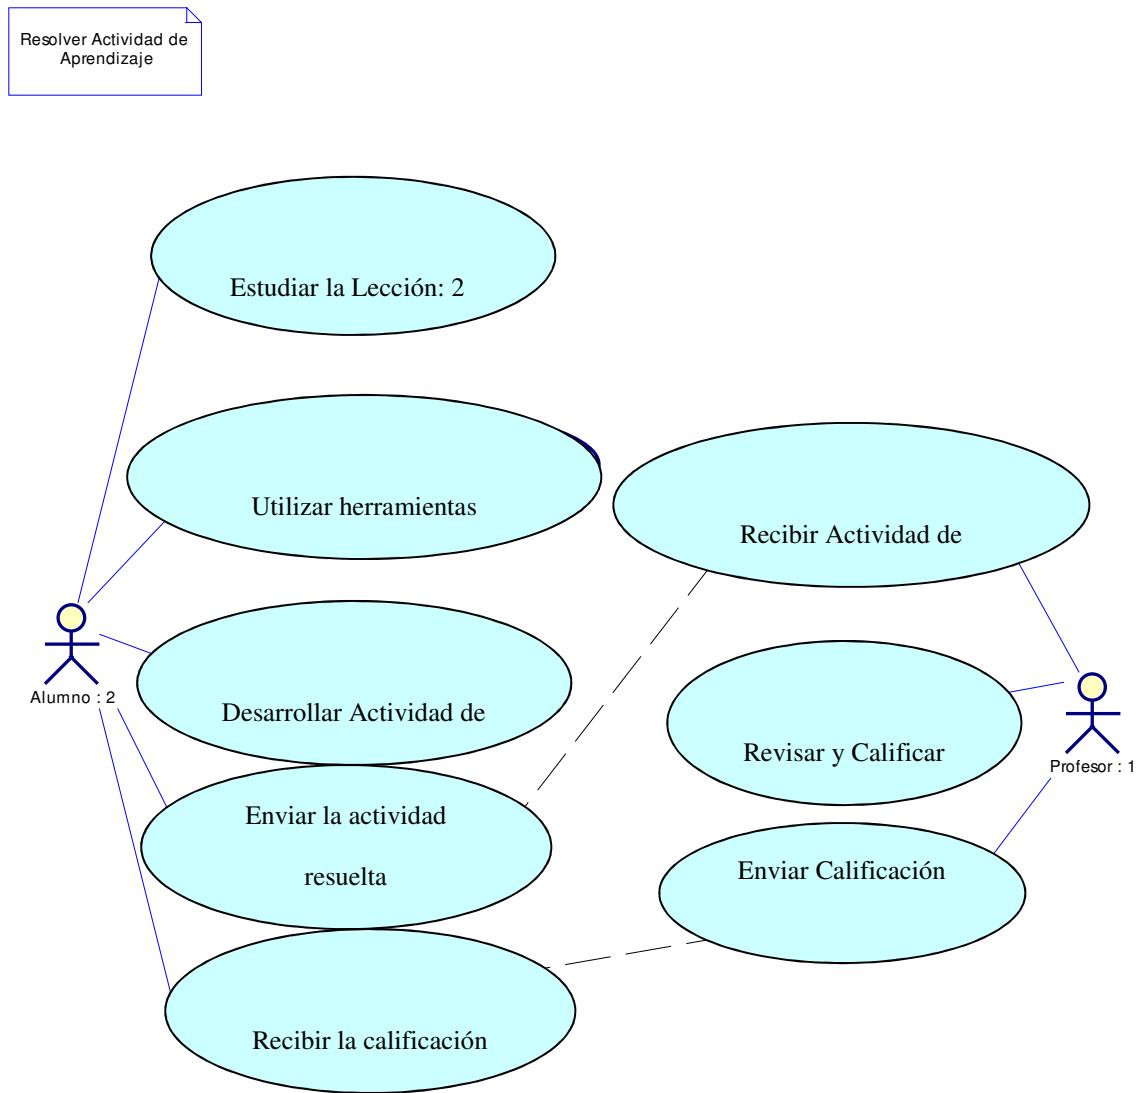 Resolver Actividad de
Aprendizaje
Estudiar la Lección: 2
Utilizar herramientas
Recibir Actividad de
Alumno : 2
Desarrollar Actividad de
Revisar y Calificar
Profesor : 1
Enviar la actividad
resuelta
Enviar Calificación
Recibir la calificación